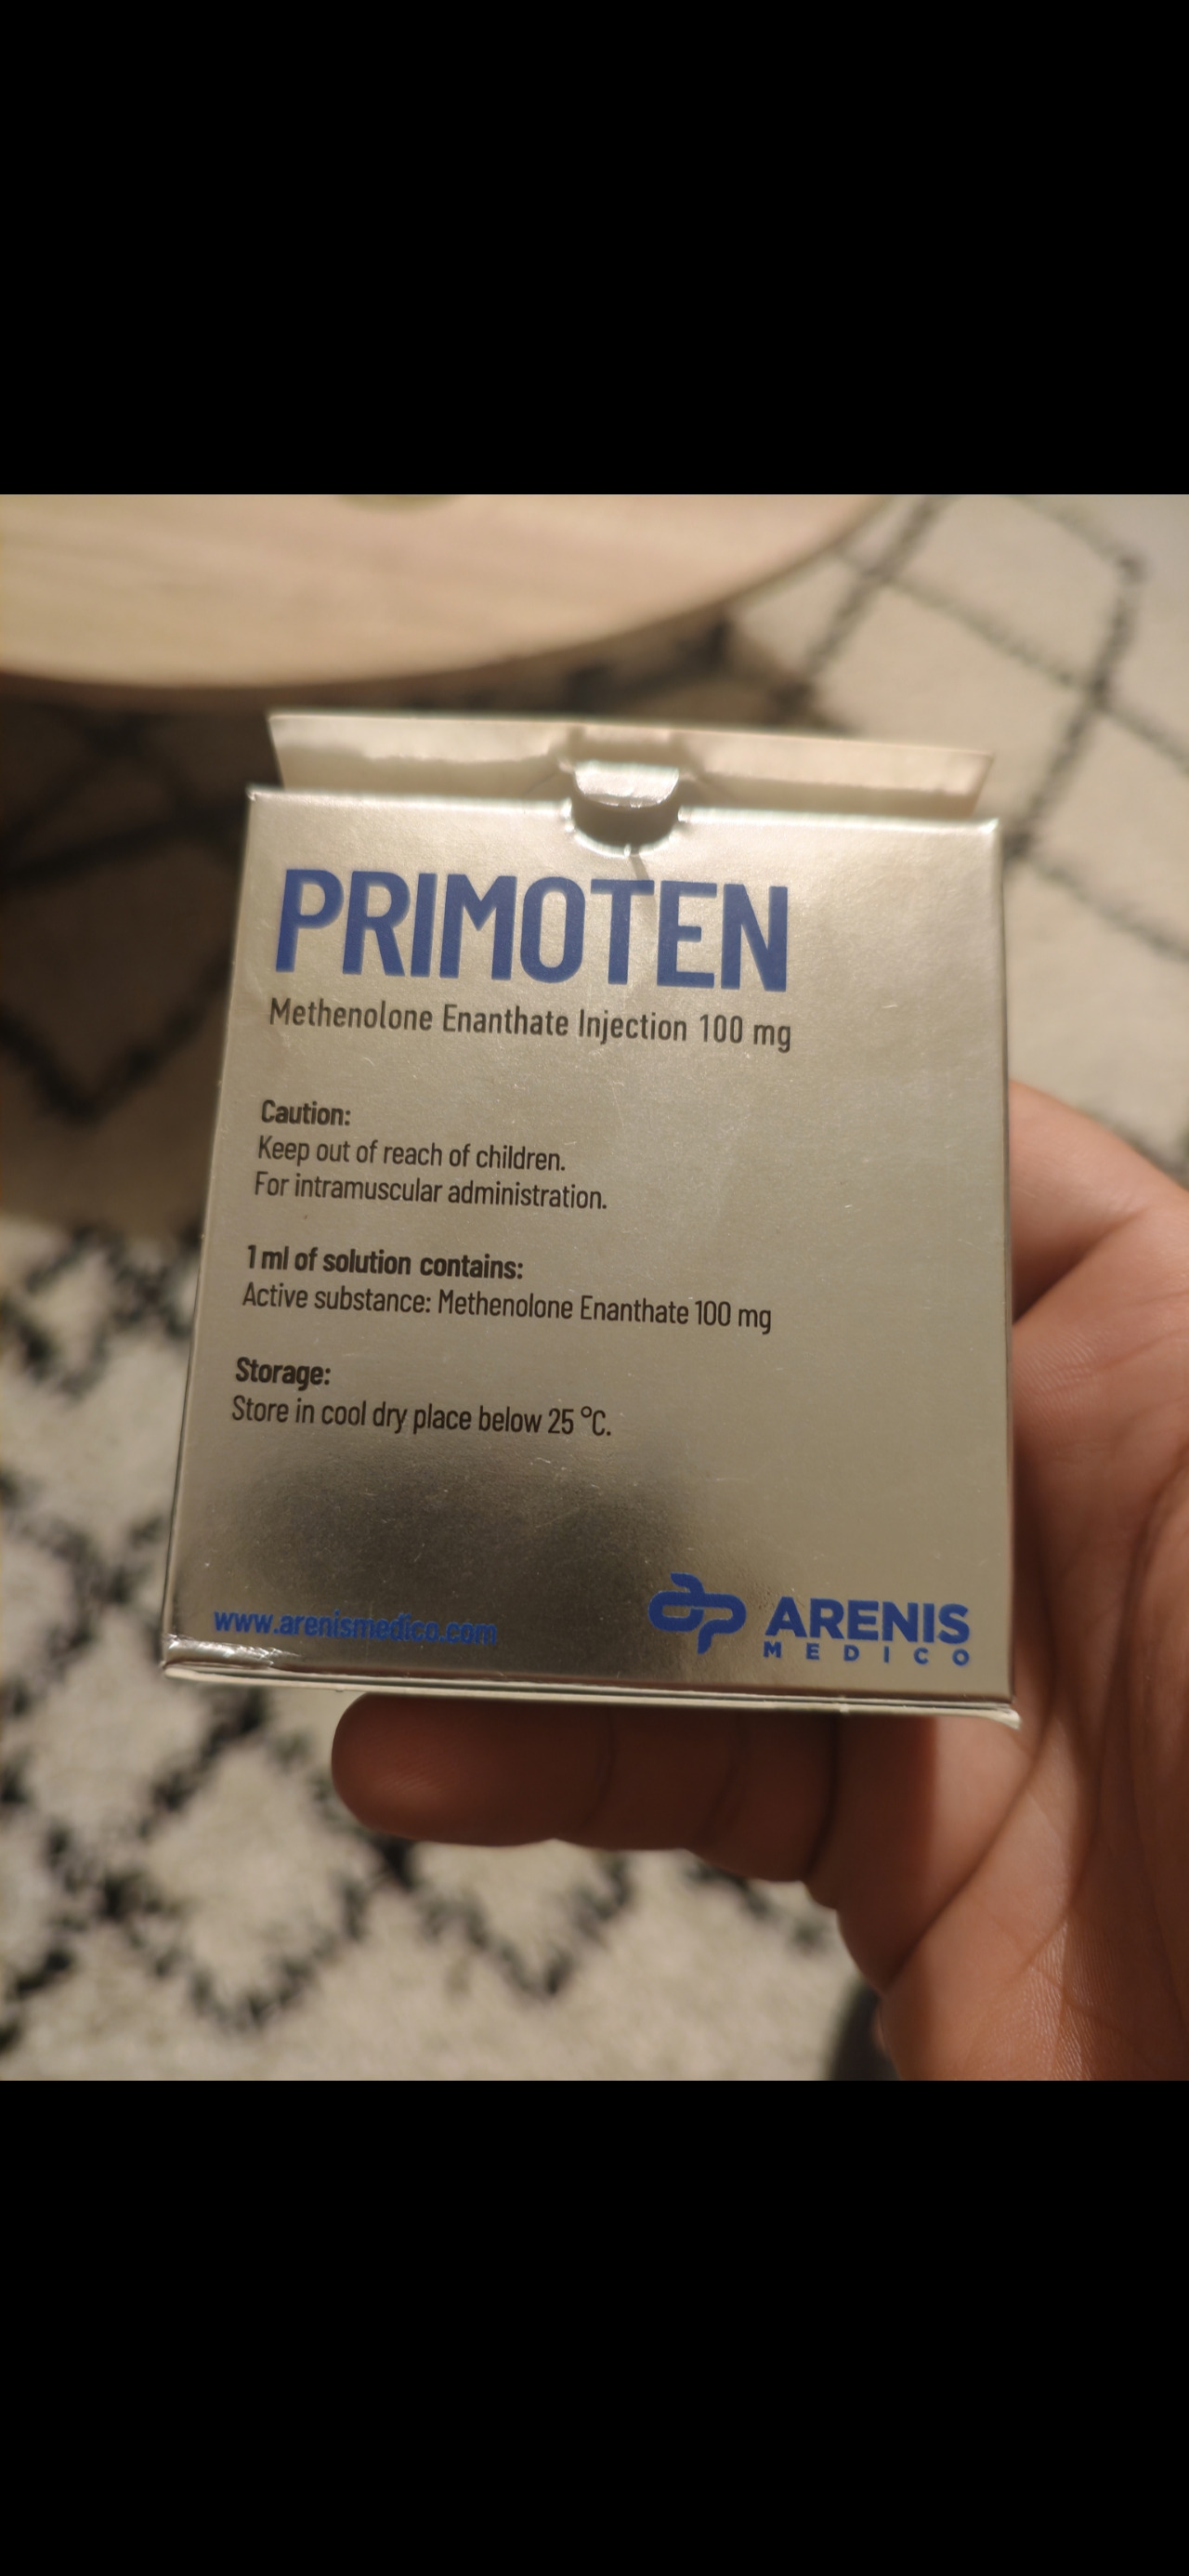 PRIMOTEN
Methenolone Enanthate Injection 100 mg
Caution:
Keep out of reach of children.
For intramuscular administration.
1 ml of solution contains:
Active substance: Methenolone Enanthate 100 mg
Storage:
Store in cool dry place below 25 °C.
www.arenismedico.com
ARENIS
MEDICO